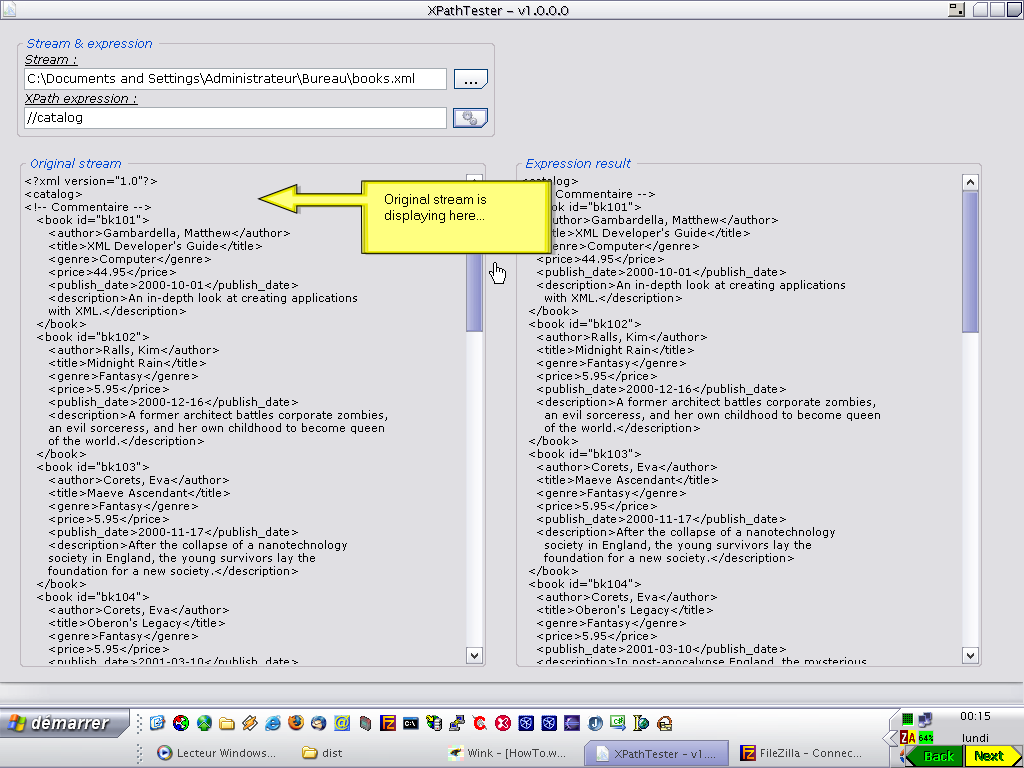 XPathTester - v1.0.0.0
Stream & expression
Stream :
C:\Documents and Settings\Administrateur\Bureau\books.xml
...
XPath expression :
//catalog
Original stream
<?xml version="1.0"?>
<catalog>
<!-- Commentaire -->
<book id="bk101">
<author>Gambardella, Matthew</author>
<title>XML Developer's Guide</title>
<genre>Computer</genre>
<price>44.95</price>
<publish_date>2000-10-01</publish_date>
<description>An in-depth look at creating applications
with XML.</description>
</book>
<book id="bk102">
<author>Ralls, Kim</author>
<title>Midnight Rain</title>
<genre>Fantasy</genre>
<price>5.95</price>
<publish_date>2000-12-16</publish_date>
<description>A former architect battles corporate zombies,
an evil sorceress, and her own childhood to become queen
of the world.</description>
</book>
<book id="bk103">
<author>Corets, Eva</author>
<title>Maeve Ascendant</title>
<genre>Fantasy</genre>
<price>5.95</price>
<publish_date>2000-11-17</publish_date>
<description>After the collapse of a nanotechnology
society in England, the young survivors lay the
foundation for a new society.</description>
</book>
<book id="bk104">
<author>Corets, Eva</author>
<title>Oberon's Legacy</title>
<genre>Fantasy</genre>
<price>5.95</price>
<publish_date>2001-03-10</publish_date>
Original stream is
displaying here...
Expression result
catalog>
Commentaire -->
ok id="bk101">
author>Gambardella, Matthew</author>
tle>XML Developer's Guide</title>
enre>Computer</genre>
<price>44.95</price>
<publish_date>2000-10-01</publish_date>
<description>An in-depth look at creating applications
with XML.</description>
</book>
<book id="bk102">
<author>Ralls, Kim</author>
<title>Midnight Rain</title>
<genre>Fantasy</genre>
<price>5.95</price>
<publish_date>2000-12-16</publish_date>
<description>A former architect battles corporate zombies,
an evil sorceress, and her own childhood to become queen
of the world.</description>
</book>
<book id="bk103">
<author>Corets, Eva</author>
<title>Maeve Ascendant</title>
<genre>Fantasy</genre>
<price>5.95</price>
<publish_date>2000-11-17</publish_date>
<description>After the collapse of a nanotechnology
society in England, the young survivors lay the
foundation for a new society.</description>
</book>
<book id="bk104">
<author>Corets, Eva</author>
<title>Oberon's Legacy</title>
<genre>Fantasy</genre>
<price>5.95</price>
<publish_date>2001-03-10</publish_date>
<description>In post-apocalypse England, the mysterious
démarrer
00:15
lundi
ZA 64%
Lecteur Windows...
dist
Wink - [HowTo.w...
XPathTester - v1....
FileZilla - Connec...
Back
Next